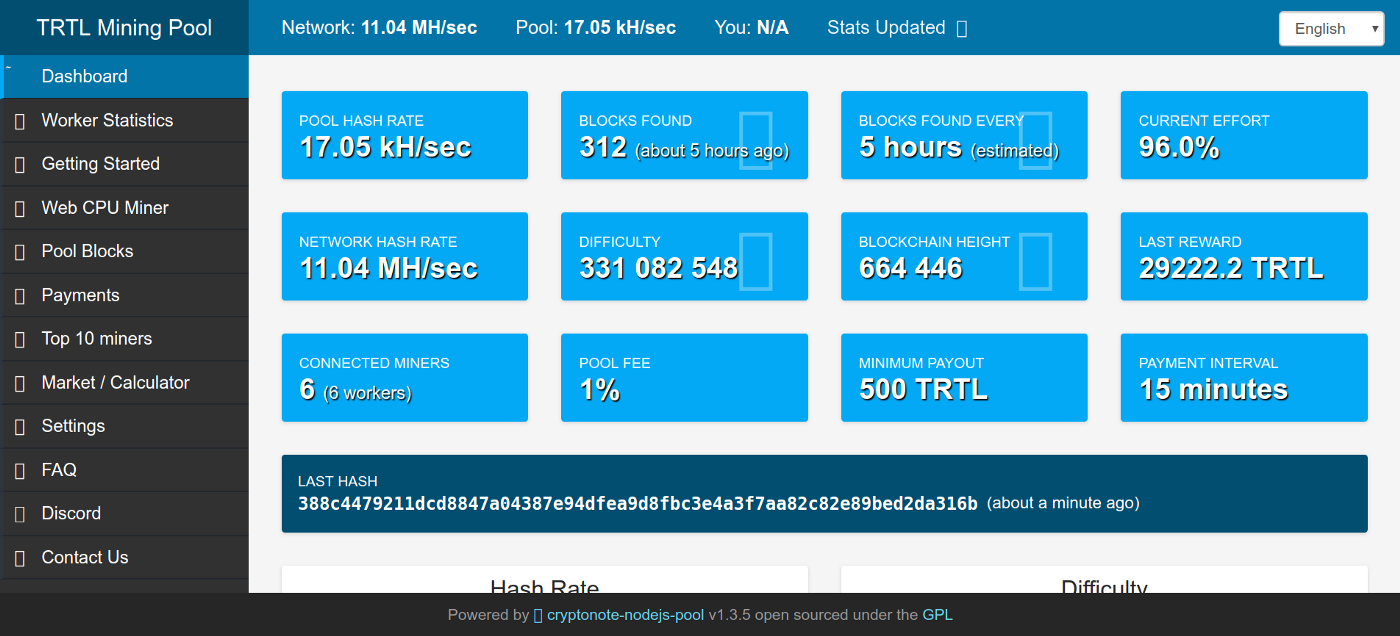 TRTL Mining Pool
Network: 11.04 MH/sec Pool: 17.05 kH/sec You: N/A Stats Updated
English
Dashboard
Worker Statistics
Getting Started
Web CPU Miner
Pool Blocks
Payments
Top 10 miners
Market / Calculator
Settings
FAQ
Discord
Contact Us
POOL HASH RATE
17.05 kH/sec
BLOCKS FOUND
312 (about 5 hours ago)
BLOCKS FOUND EVERY
5 hours (estimated)
CURRENT EFFORT
96.0%
NETWORK HASH RATE
11.04 MH/sec
DIFFICULTY
331 082 548
BLOCKCHAIN HEIGHT
664 446
LAST REWARD
29222.2 TRTL
CONNECTED MINERS
6 (6 workers)
POOL FEE
1%
MINIMUM PAYOUT
500 TRTL
PAYMENT INTERVAL
15 minutes
LAST HASH
388c4479211dcd8847a04387e94dfea9d8fbc3e4a3f7aa82c82e89bed2da316b (about a minute ago)
Hash Rate
Difficulty
Powered by cryptonote-nodejs-pool v1.3.5 open sourced under the GPL